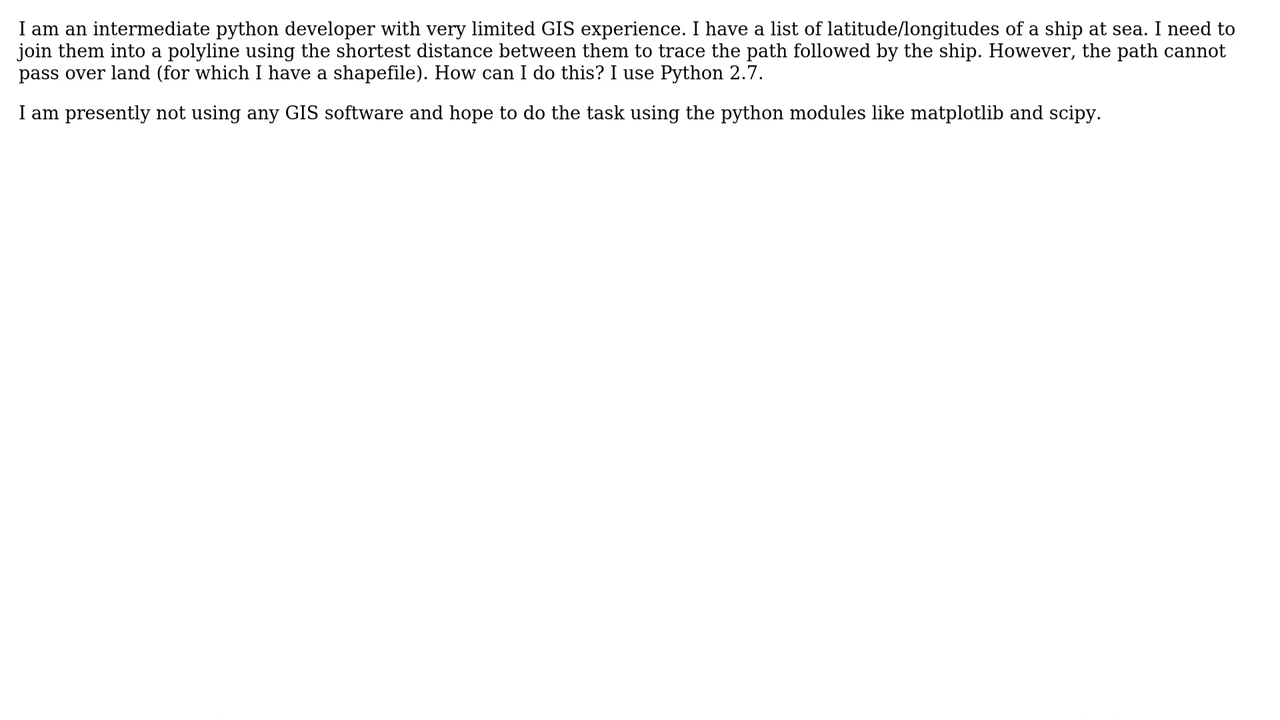 I am an intermediate python developer with very limited GIS experience. I have a list of latitude/longitudes of a ship at sea. I need to
join them into a polyline using the shortest distance between them to trace the path followed by the ship. However, the path cannot
pass over land (for which I have a shapefile). How can I do this? I use Python 2.7.
I am presently not using any GIS software and hope to do the task using the python modules like matplotlib and scipy.